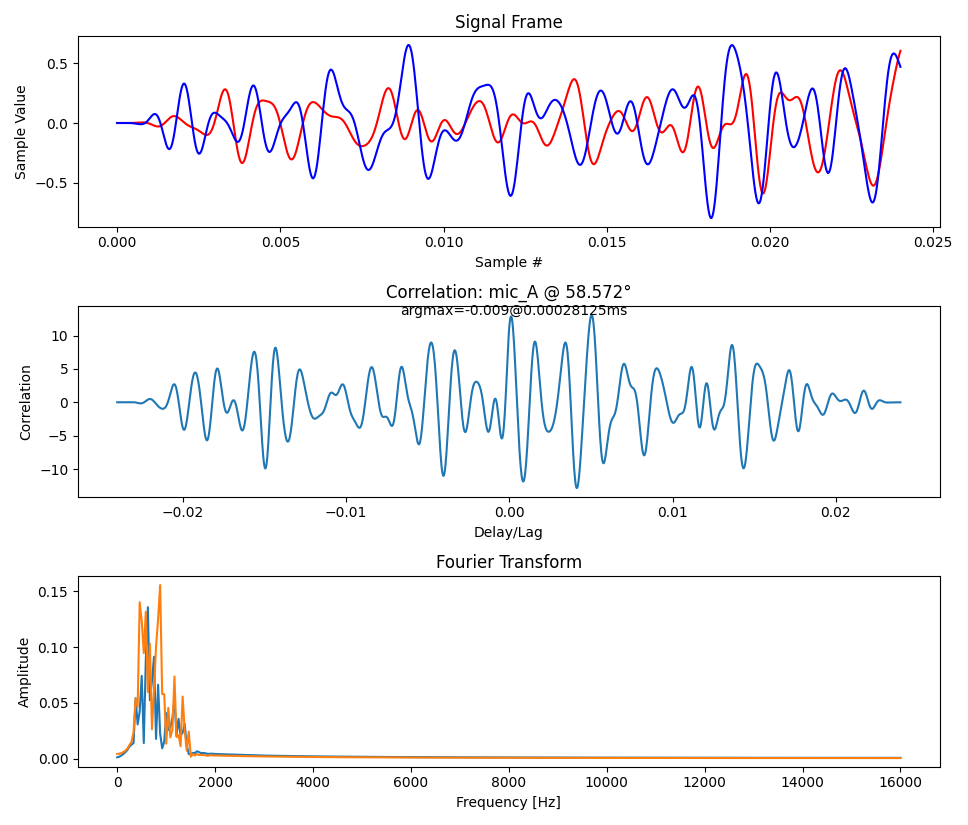 Signal Frame
Sample Value
0.5
0.0
−0.5
0.000 0.005 0.010 0.015 0.020 0.025
Sample #
Correlation: mic_A @ 58.572°
argmax=-0.009@0.00028125ms
Correlation
10
5
0
−5
−10
−0.02 −0.01 0.00 0.01 0.02
Delay/Lag
Fourier Transform
Amplitude
0.15
0.10
0.05
0.00
0 2000 4000 6000 8000 10000 12000 14000 16000
Frequency [Hz]